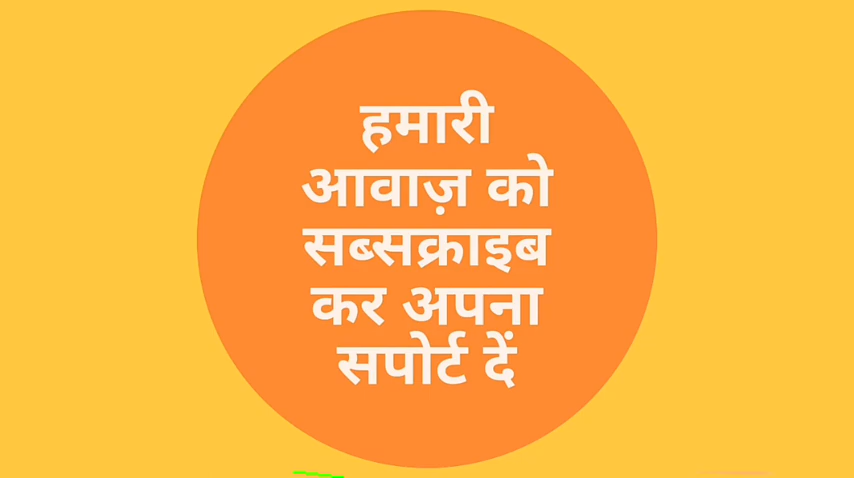 हमारी
आवाज़ को
सब्सक्राइब
कर अपना
सपोर्ट दें